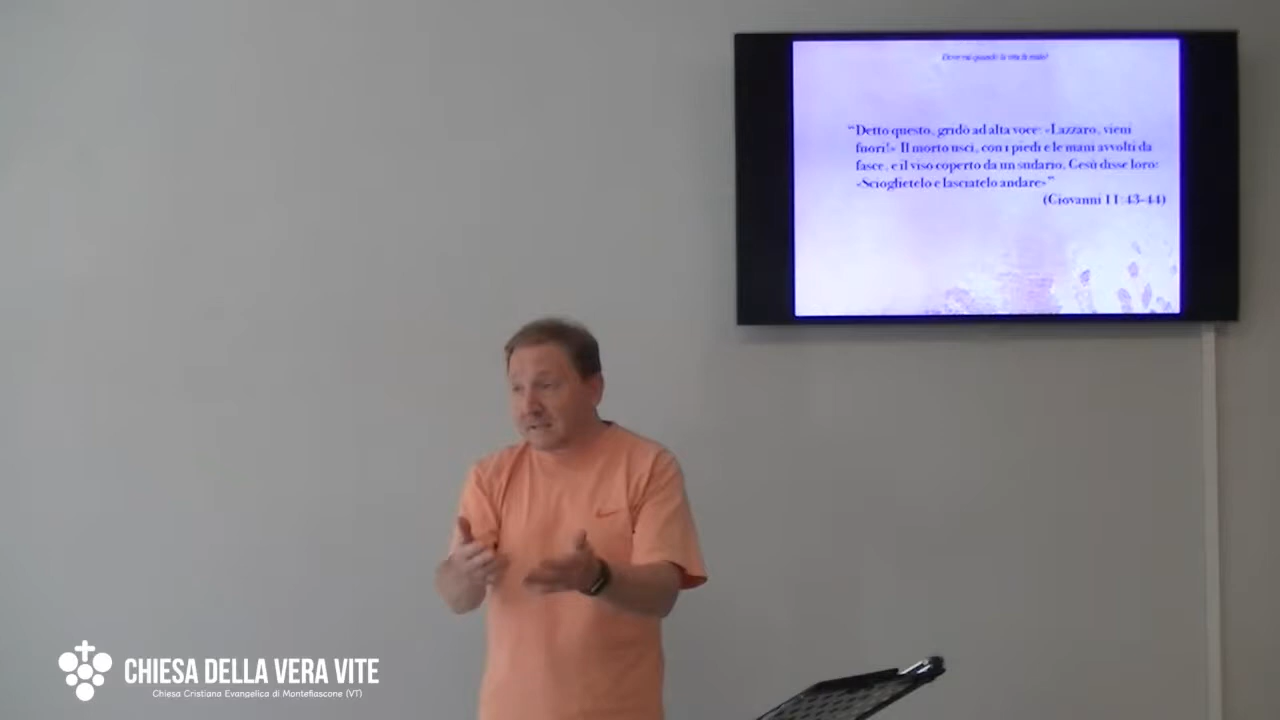 Dove vai quando la vita fa male?
“Detto questo, gridò ad alta voce: «Lazzaro, vieni
fuori!» Il morto uscì, con i piedi e le mani avvolti da
fasce, e il viso coperto da un sudario. Gesù disse loro:
«Scioglietelo e lasciatelo andare»”
(Giovanni 11:43-44)
CHIESA DELLA VERA VITE
Chiesa Cristiana Evangelica di Montefiascone (VT)